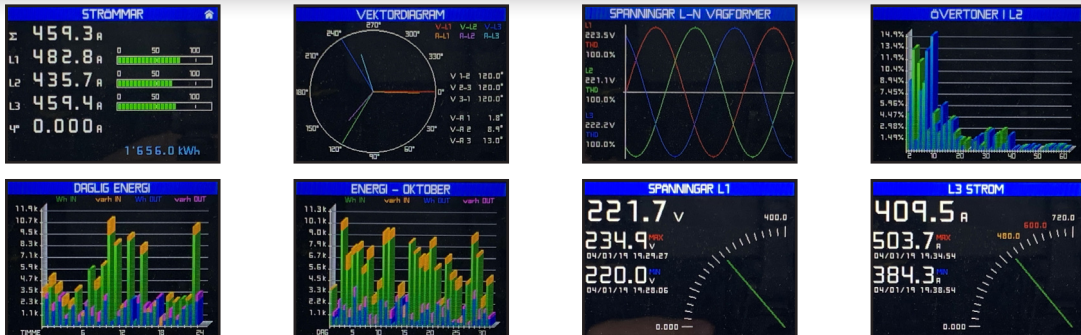 STRÖMMAR
Σ 459.3 A
L1 482.8 A 0 50 100
L2 435.7 A 0 50 100
L3 459.4 A 0 50 100
4" 0.000 A
1'656.0 kWh
VEKTORDIAGRAM
V-L1 V-L2 V-L3
A-L1 A-L2 A-L3
270°
240° 300°
210° 330°
180° 0°
150° 30°
120° 60°
90°
V 1-2 120.0°
V 2-3 120.0°
V 3-1 120.0°
V-A 1 1.8°
V-A 2 8.9°
V-A 3 13.0°
SPANNINGAR L-N VAGFORMER
L1
223.5V
THD
100.0%
L2
221.1V
THD
100.0%
L3
222.2V
THD
100.0%
ÖVERTONER I L2
14.9%
13.4%
11.9%
10.4%
8.94%
7.45%
5.96%
4.47%
2.98%
1.49%
2 10 20 30 40 50 60
DAGLIG ENERGI
Wh IN varh IN Wh OUT varh OUT
11.9k
10.7k
9.5k
8.3k
7.1k
5.9k
4.7k
3.5k
2.3k
1.1k
TIMME 6 12 18 24
ENERGI - OKTOBER
Wh IN varh IN Wh OUT varh OUT
11.3k
10.2k
9.0k
7.9k
6.8k
5.6k
4.5k
3.3k
2.2k
1.1k
DAG 5 10 15 20 25 30
SPANNINGAR L1
221.7 V
400.0
234.9 MAX V
04/01/19 19:29:27
220.0 MIN V
04/01/19 19:28:06
0.000
L3 STROM
409.5 A
720.0
600.0
480.0
503.7 MAX A
04/01/19 19:34:54
384.3 MIN A
04/01/19 19:38:54
0.000